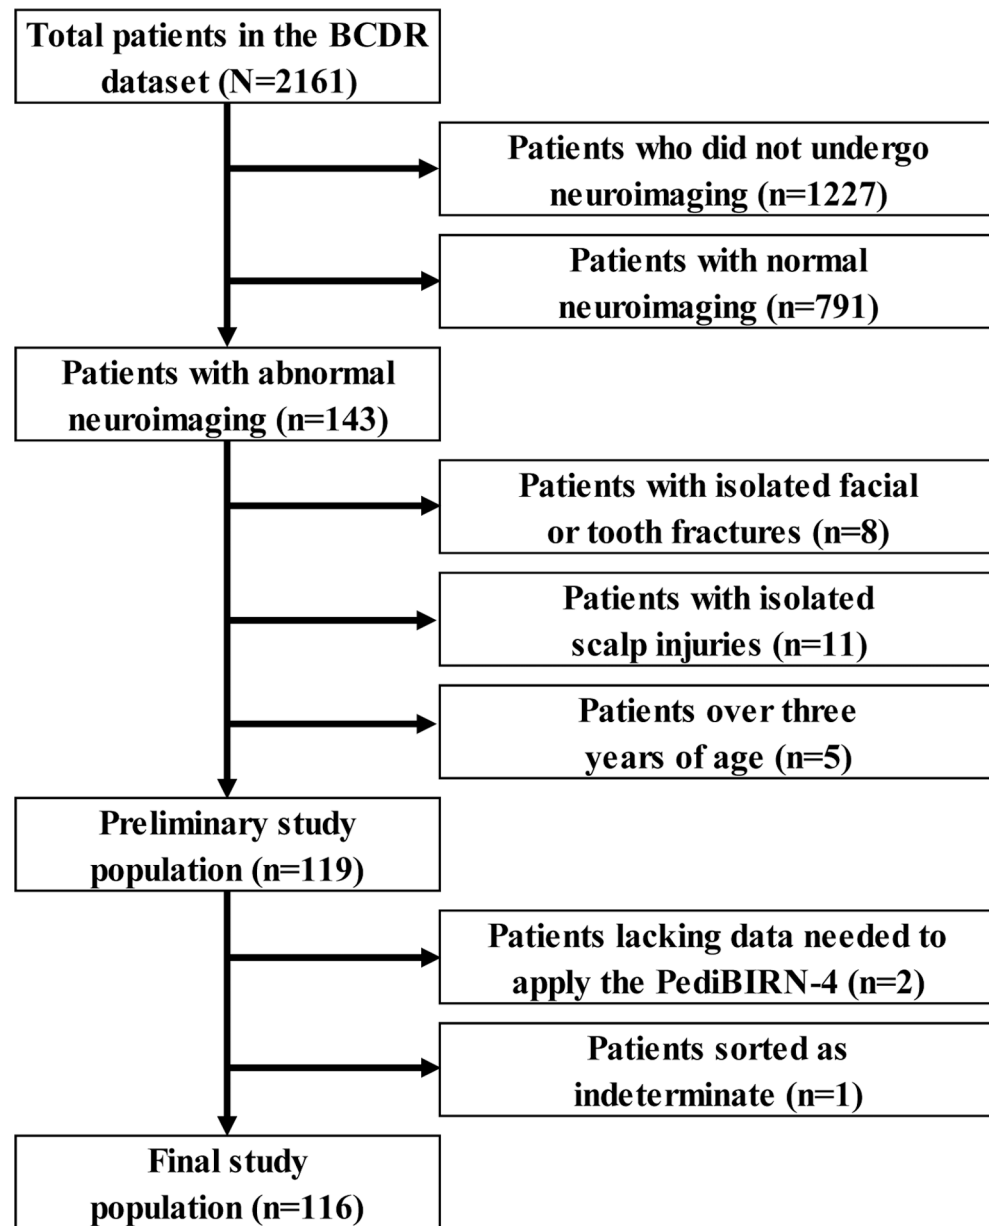 Total patients in the BCDR
dataset (N=2161)
Patients who did not undergo
neuroimaging (n=1227)
Patients with normal
neuroimaging (n=791)
Patients with abnormal
neuroimaging (n=143)
Patients with isolated facial
or tooth fractures (n=8)
Patients with isolated
scalp injuries (n=11)
Patients over three
years of age (n=5)
Preliminary study
population (n=119)
Patients lacking data needed to
apply the PediBIRN-4 (n=2)
Patients sorted as
indeterminate (n=1)
Final study
population (n=116)